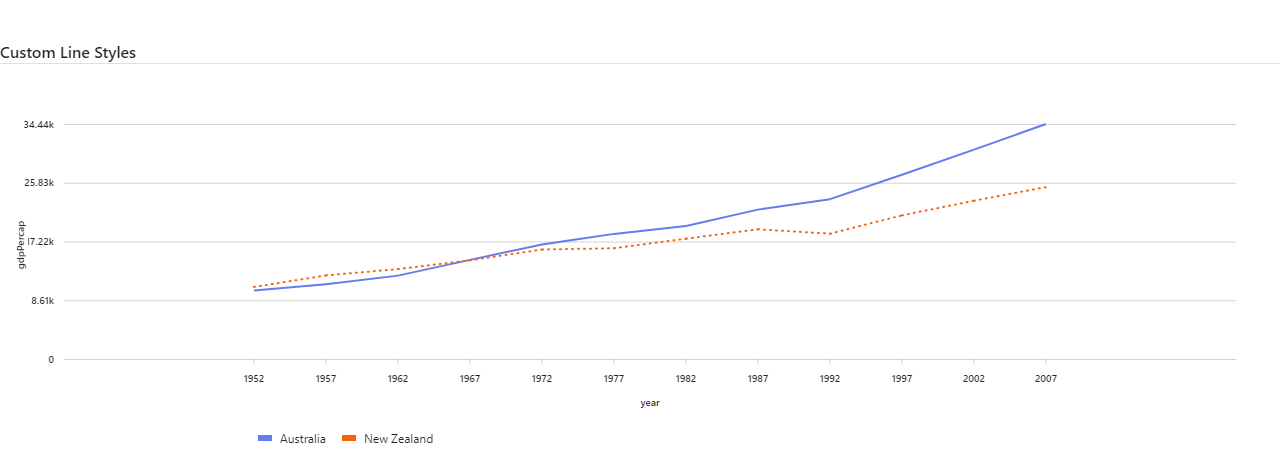 Custom Line Styles
34.44k
25.83k
17.22k
8.61k
0
gdpPercap
1952 1957 1962 1967 1972 1977 1982 1987 1992 1997 2002 2007
year
Australia New Zealand